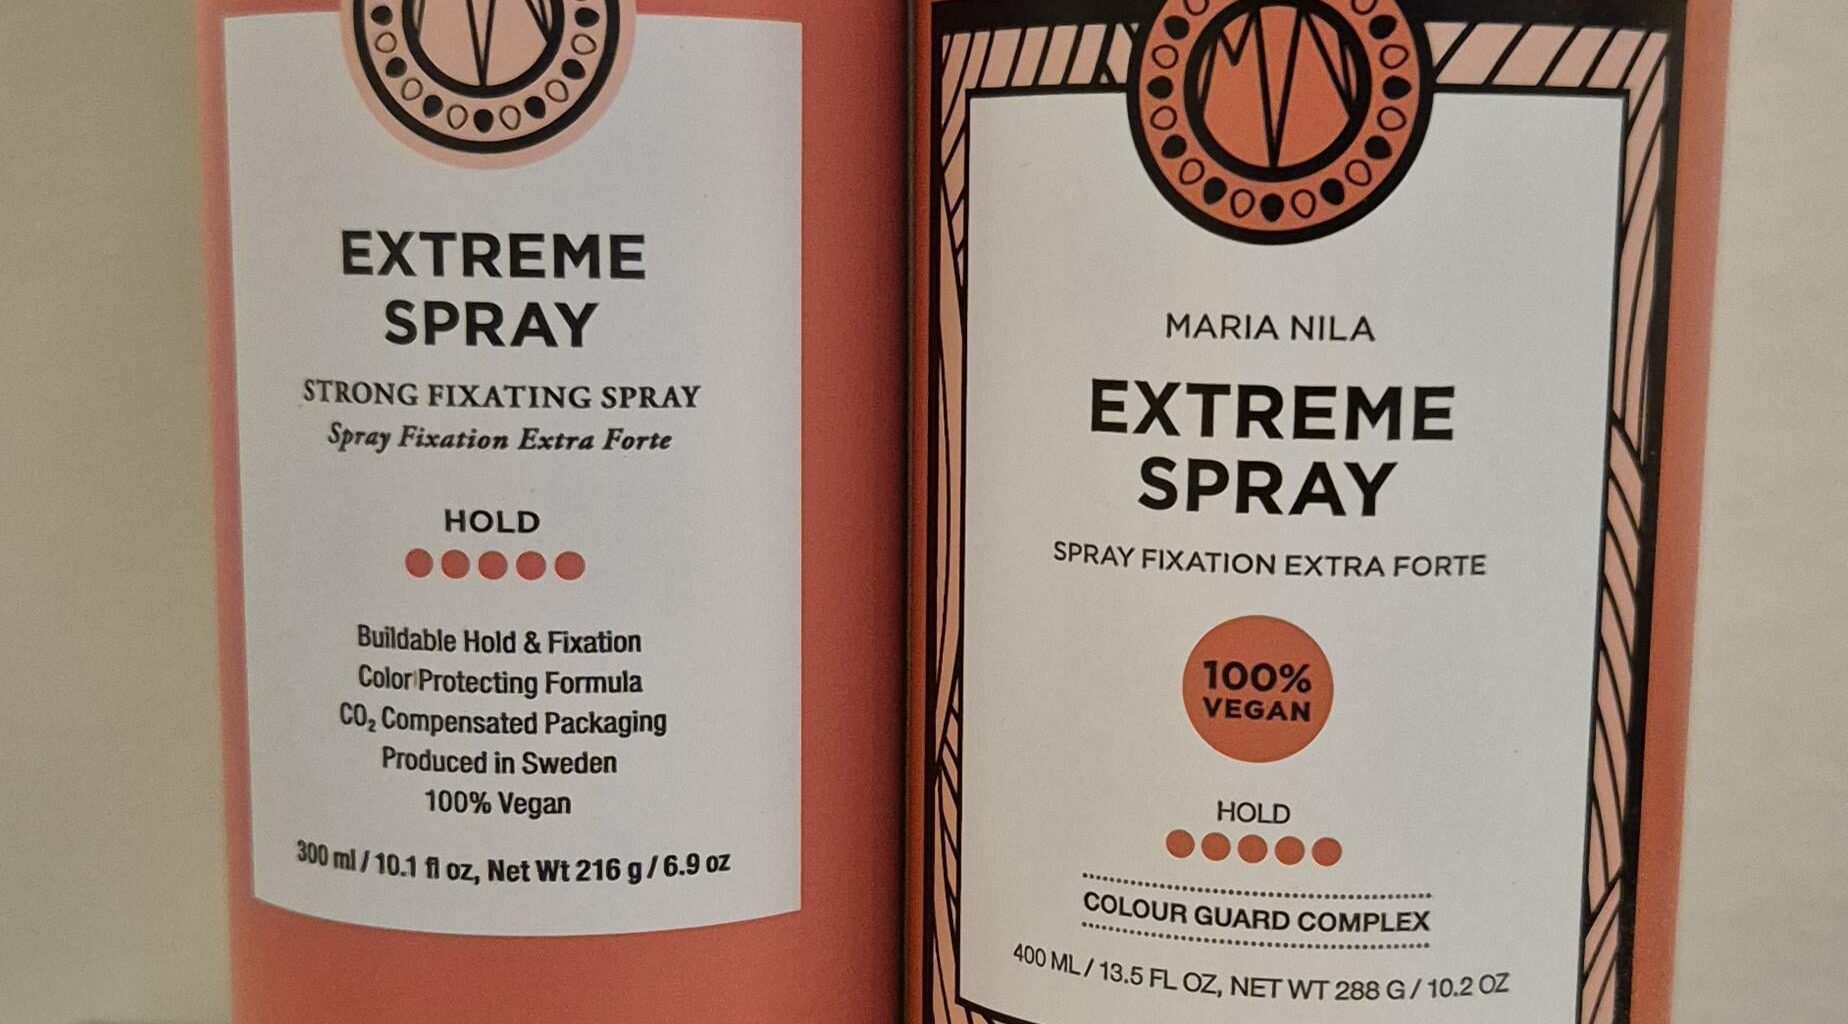 EXTREME
SPRAY
STRONG FIXATING SPRAY
Spray Fixation Extra Forte
HOLD
Buildable Hold & Fixation
Color Protecting Formula
CO₂ Compensated Packaging
Produced in Sweden
100% Vegan
300 ml / 10.1 fl oz, Net Wt 216 g / 6.9 oz
MN
MARIA NILA
EXTREME
SPRAY
SPRAY FIXATION EXTRA FORTE
100%
VEGAN
HOLD
COLOUR GUARD COMPLEX
400 ML / 13.5 FL OZ, NET WT 288 G / 10.2 OZ